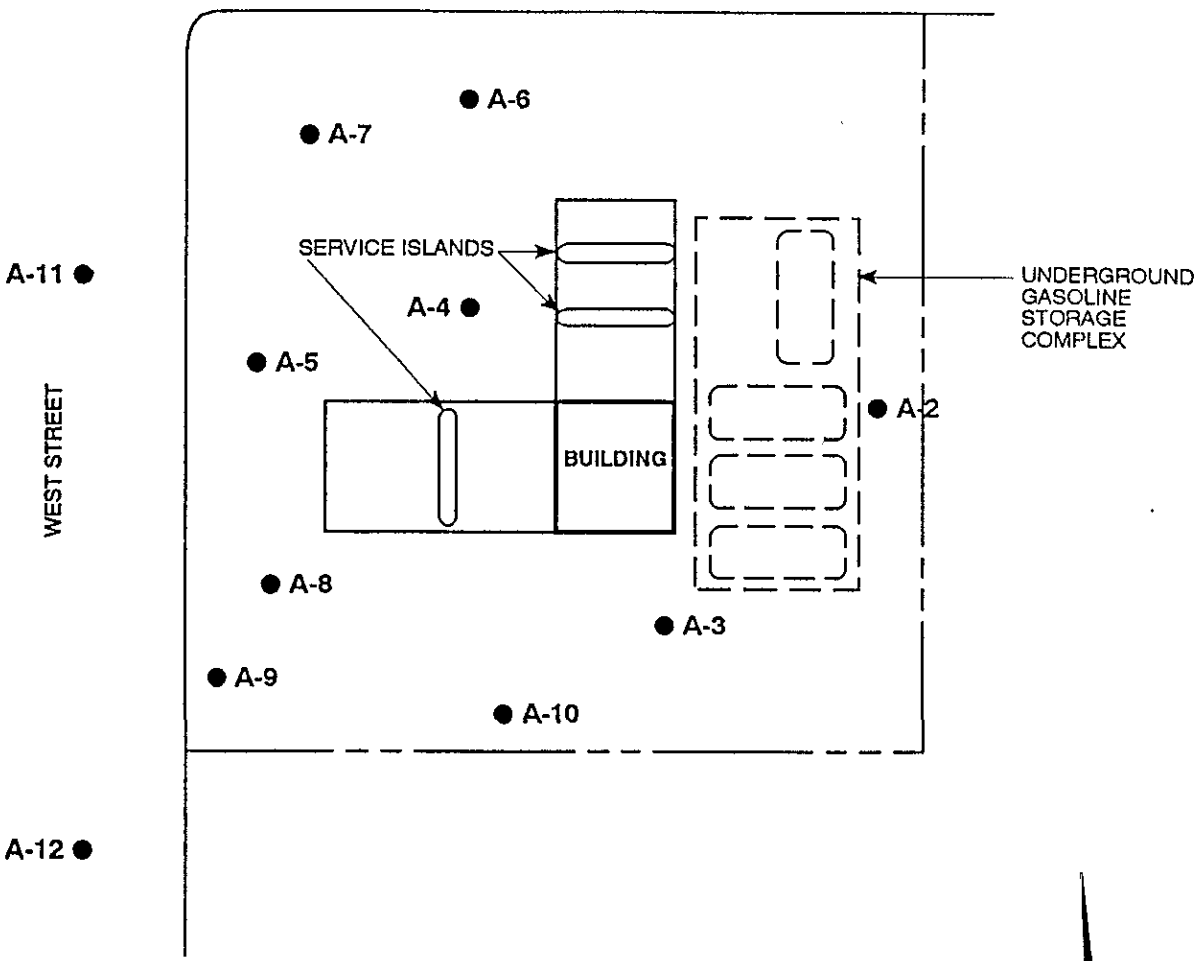 A-6
A-7
SERVICE ISLANDS
A-11
A-4
UNDERGROUND
GASOLINE
STORAGE
COMPLEX
A-5
A-2
WEST STREET
BUILDING
A-8
A-3
A-9
A-10
A-12